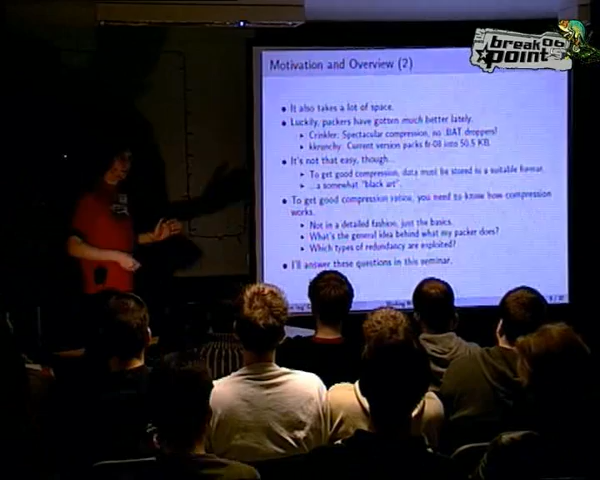 break 06
point
Motivation and Overview (2)
It also takes a lot of space.
Luckily, packers have gotten much better lately.
Crinkler: Spectacular compression, no .BAT droppers!
kkrunchy: Current version packs fr-08 into 50.5 KB.
It's not that easy, though...
To get good compression, data must be stored in a suitable format.
...a somewhat "black art".
To get good compression ratios, you need to know how compression
works.
Not in a detailed fashion, just the basics.
What's the general idea behind what my packer does?
Which types of redundancy are exploited?
I'll answer these questions in this seminar.